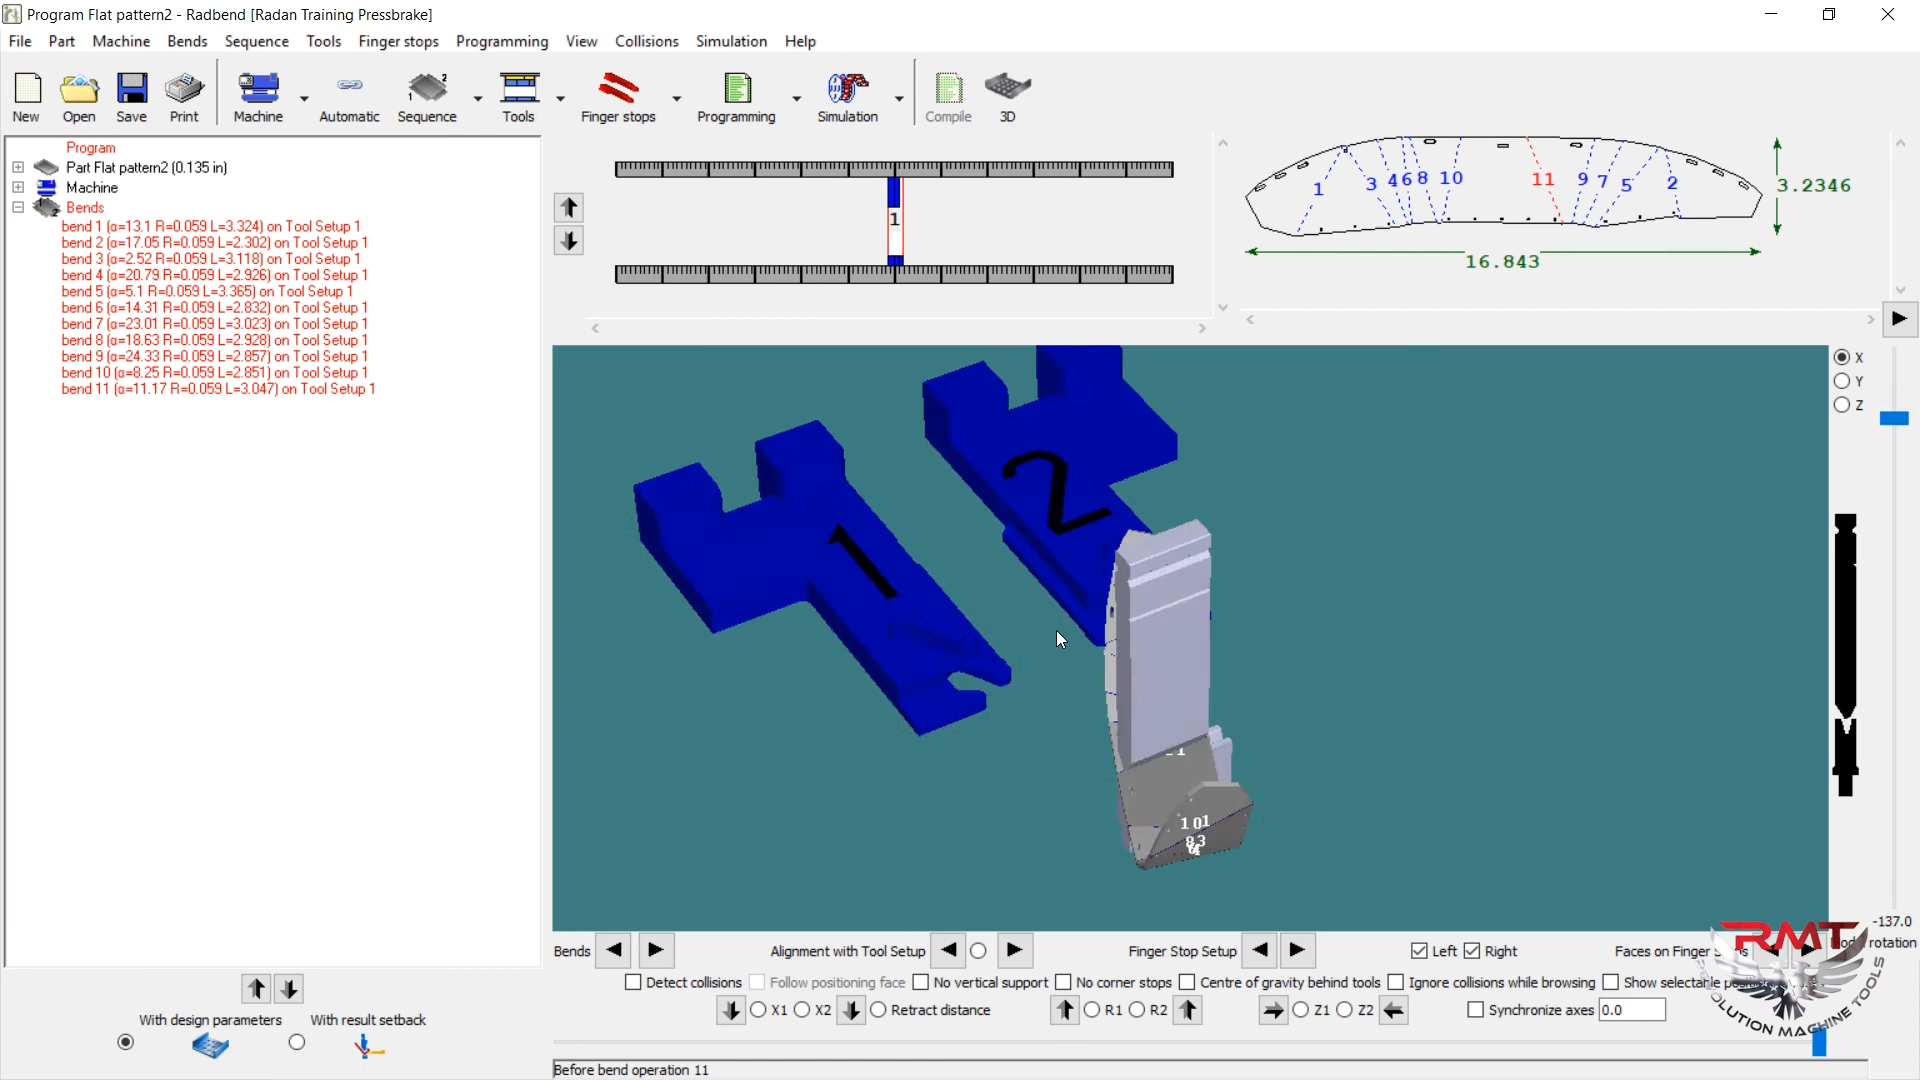 Program Flat pattern2 - Radbend [Radan Training Pressbrake]
File Part Machine Bends Sequence Tools Finger stops Programming View Collisions Simulation Help
New Open Save Print Machine Automatic Sequence Tools Finger stops Programming Simulation Compile 3D
Program
Part Flat pattern2 (0.135 in)
Machine
Bends
bend 1 (α=13.1 R=0.059 L=3.324) on Tool Setup 1
bend 2 (α=17.05 R=0.059 L=2.302) on Tool Setup 1
bend 3 (α=2.52 R=0.059 L=3.118) on Tool Setup 1
bend 4 (α=20.79 R=0.059 L=2.926) on Tool Setup 1
bend 5 (α=5.1 R=0.059 L=3.365) on Tool Setup 1
bend 6 (α=14.31 R=0.059 L=2.832) on Tool Setup 1
bend 7 (α=23.01 R=0.059 L=3.023) on Tool Setup 1
bend 8 (α=18.63 R=0.059 L=2.928) on Tool Setup 1
bend 9 (α=24.33 R=0.059 L=2.857) on Tool Setup 1
bend 10 (α=8.25 R=0.059 L=2.851) on Tool Setup 1
bend 11 (α=11.17 R=0.059 L=3.047) on Tool Setup 1
With design parameters With result setback
1
1 3 4 6 8 10 11 9 7 5 2
3.2346
16.843
X
Y
Z
1
2
-137.0
rotation
Bends Alignment with Tool Setup Finger Stop Setup Left Right Faces on Finger
Detect collisions Follow positioning face No vertical support No corner stops Centre of gravity behind tools Ignore collisions while browsing Show selectable
X1 X2 Retract distance R1 R2 Z1 Z2 Synchronize axes 0.0
RMT
OLUTION MACHINE TOOLS
Before bend operation 11